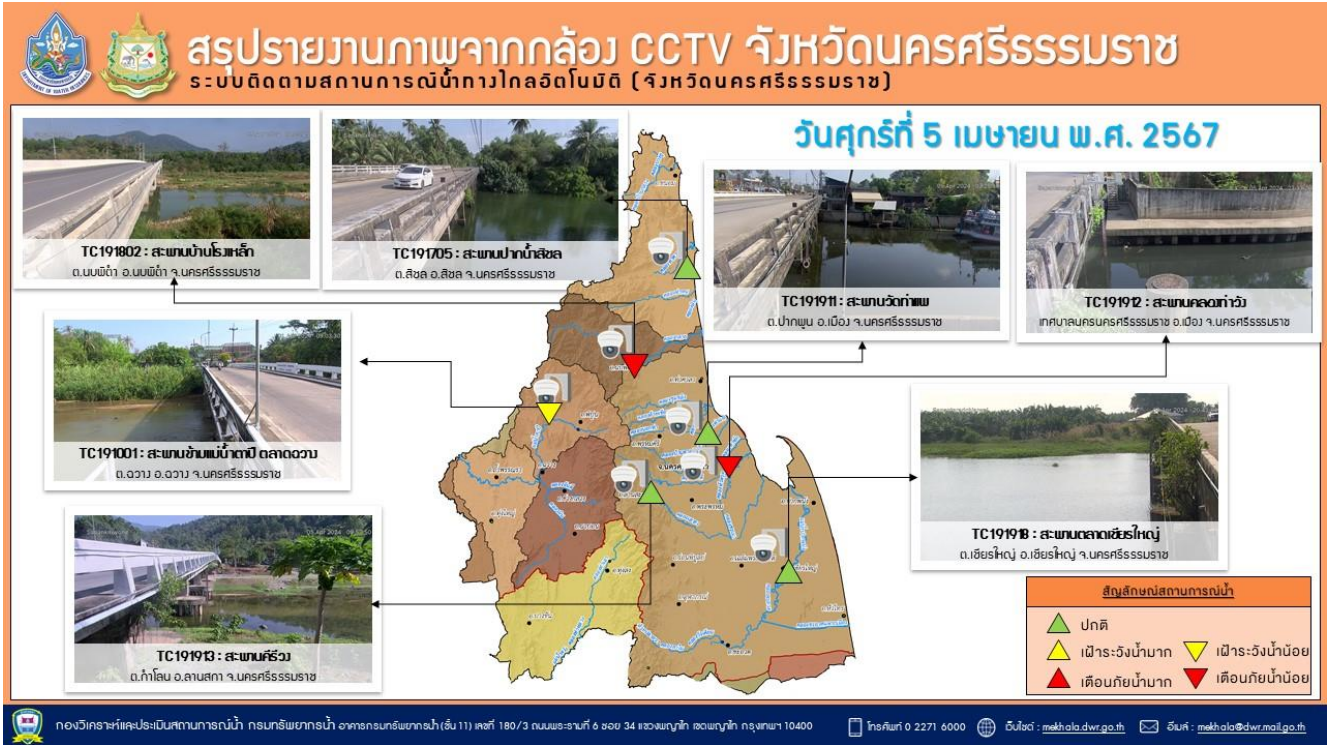 สรุปรายงานภาพจากกล้อง CCTV จังหวัดนครศรีธรรมราช
ระบบติดตามสถานการณ์น้ำทางไกลอัตโนมัติ (จังหวัดนครศรีธรรมราช)
วันศุกร์ที่ 5 เมษายน พ.ศ. 2567
TC191802 : สะพานบ้านโรงเหล็ก
ต.นบพิตำ อ.นบพิตำ จ.นครศรีธรรมราช
TC191705 : สะพานปากน้ำสิชล
ต.สิชล อ.สิชล จ.นครศรีธรรมราช
TC191911 : สะพานวัดท่าแพ
ต.ปากพูน อ.เมือง จ.นครศรีธรรมราช
TC191912 : สะพานคลองท่าวัง
เทศบาลนครนครศรีธรรมราช อ.เมือง จ.นครศรีธรรมราช
TC191001 : สะพานข้ามแม่น้ำตาปี ตลาดฉวาง
ต.ฉวาง อ.ฉวาง จ.นครศรีธรรมราช
TC191918 : สะพานตลาดเชียรใหญ่
ต.เชียรใหญ่ อ.เชียรใหญ่ จ.นครศรีธรรมราช
TC191913 : สะพานคีรีวง
ต.กำโลน อ.ลานสกา จ.นครศรีธรรมราช
สัญลักษณ์สถานการณ์น้ำ
ปกติ
เฝ้าระวังน้ำมาก เฝ้าระวังน้ำน้อย
เตือนภัยน้ำมาก เตือนภัยน้ำน้อย
กองวิเคราะห์และประเมินสถานการณ์น้ำ กรมทรัพยากรน้ำ อาคารกรมทรัพยากรน้ำ (ชั้น 11) เลขที่ 180/3 ถนนพระรามที่ 6 ซอย 34 แขวงพญาไท เขตพญาไท กรุงเทพฯ 10400 โทรศัพท์ 0 2271 6000 เว็บไซต์ : mekhala.dwr.go.th อีเมล์ : mekhala@dwr.mail.go.th